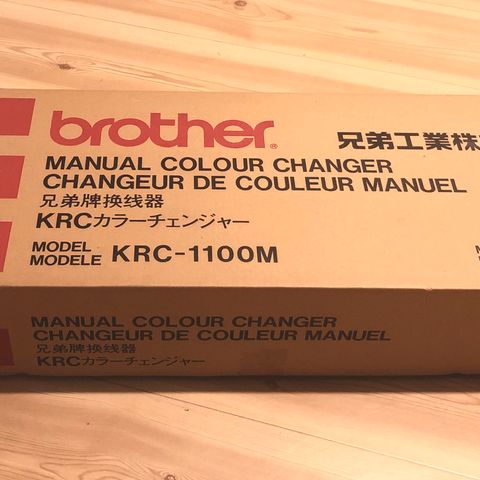 brother®
兄弟工業株
MANUAL COLOUR CHANGER
CHANGEUR DE COULEUR MANUEL
兄弟牌换线器
KRCカラーチェンジャー
MODEL
MODELE KRC-1100M
MANUAL COLOUR CHANGER
CHANGEUR DE COULEUR MANUEL
兄弟牌换线器
KRCカラーチェンジャー